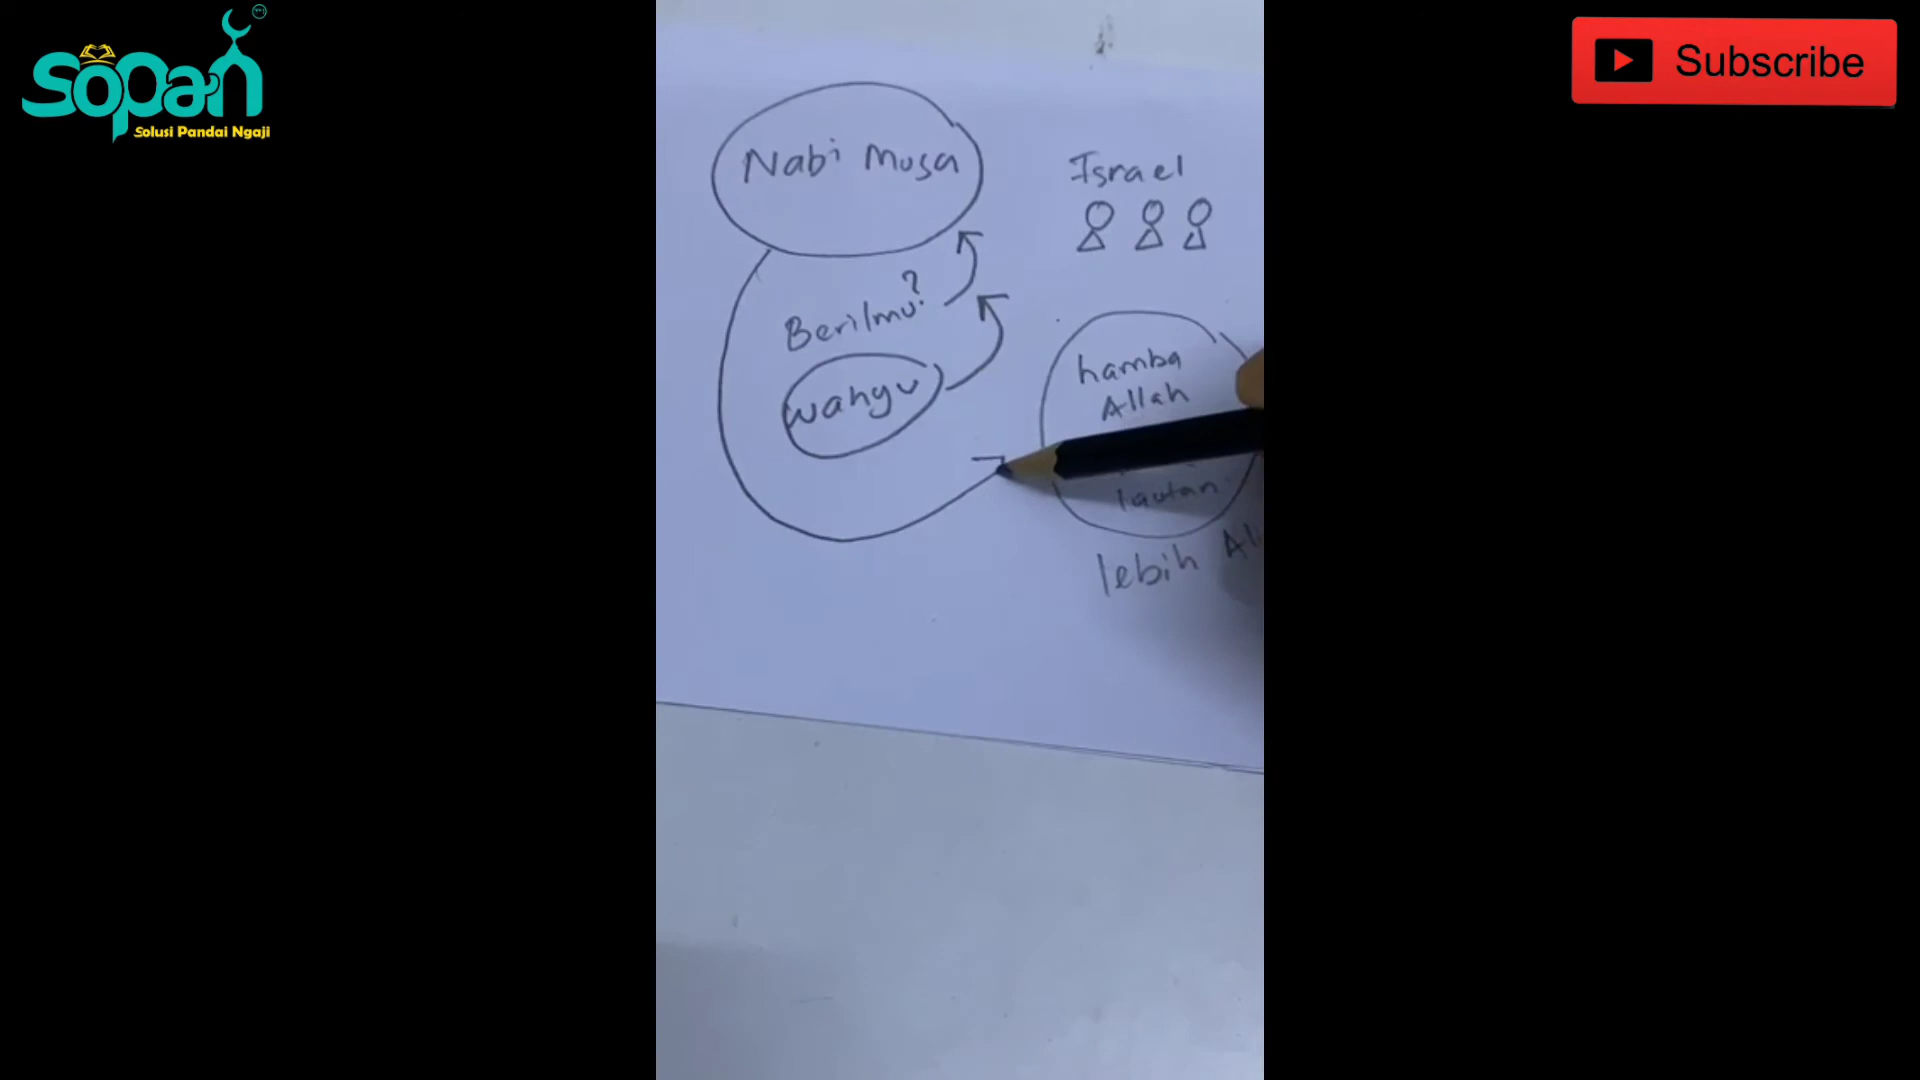 Sopan
Solusi Pandai Ngaji
Subscribe
Nabi Musa
Israel
Berilmu?
wahyu
hamba
Allah
lautan
lebih